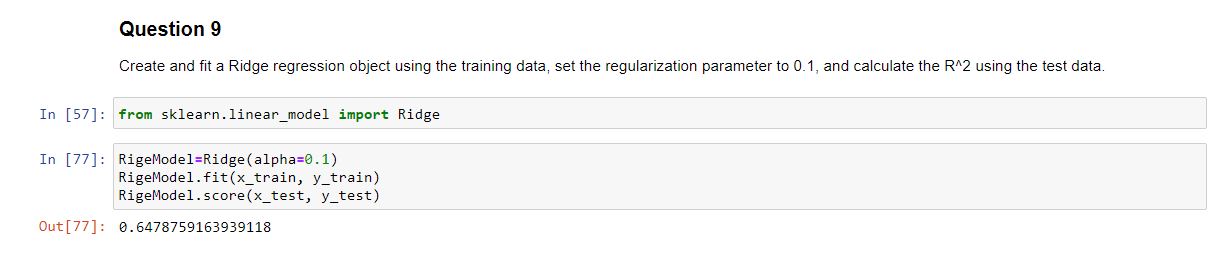 Question 9
Create and fit a Ridge regression object using the training data, set the regularization parameter to 0.1, and calculate the R^2 using the test data.
In [57]: from sklearn.linear_model import Ridge
In [77]: RigeModel=Ridge(alpha=0.1)
RigeModel.fit(x_train, y_train)
RigeModel.score(x_test, y_test)
Out[77]: 0.6478759163939118